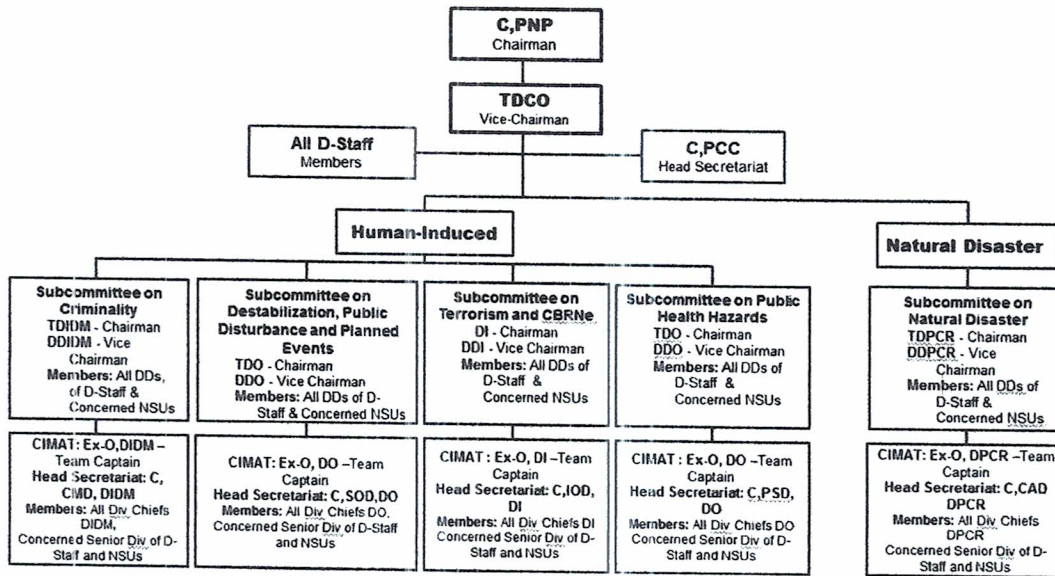 C,PNP
Chairman
TDCO
Vice-Chairman
All D-Staff
Members
C,PCC
Head Secretariat
Human-Induced
Natural Disaster
Subcommittee on
Criminality
TDIDM - Chairman
DDIDM - Vice
Chairman
Members: All DDs,
of D-Staff &
Concerned NSUs
Subcommittee on
Destabilization, Public
Disturbance and Planned
Events
TDO - Chairman
DDO - Vice Chairman
Members: All DDs of D-
Staff & Concerned NSUs
Subcommittee on
Terrorism and CBRNe
DI - Chairman
DDI - Vice Chairman
Members: All DDs of
D-Staff &
Concerned NSUs
Subcommittee on Public
Health Hazards
TDO - Chairman
DDO - Vice Chairman
Members: All DDs of
D-Staff &
Concerned NSUs
Subcommittee on
Natural Disaster
TDPCR - Chairman
DDPCR - Vice
Chairman
Members: All DDs of
D-Staff &
Concerned NSUs
CIMAT: Ex-O,DIDM –
Team Captain
Head Secretariat: C,
CMD, DIDM
Members: All Div Chiefs
DIDM,
Concerned Senior Div of D-
Staff and NSUs
CIMAT: Ex-O, DO –Team
Captain
Head Secretariat: C,SOD,DO
Members: All Div Chiefs DO,
Concerned Senior Div of D-Staff
and NSUs
CIMAT : Ex-O, DI –Team
Captain
Head Secretariat: C,IOD,
DI
Members: All Div Chiefs DI
Concerned Senior Div of D-
Staff and NSUs
CIMAT : Ex-O, DO –Team
Captain
Head Secretariat: C,PSD,
DO
Members: All Div Chiefs DO
Concerned Senior Div of D-
Staff and NSUs
CIMAT: Ex-O, DPCR –Team
Captain
Head Secretariat: C,CAD
DPCR
Members: All Div Chiefs
DPCR
Concerned Senior Div of D-
Staff and NSUs